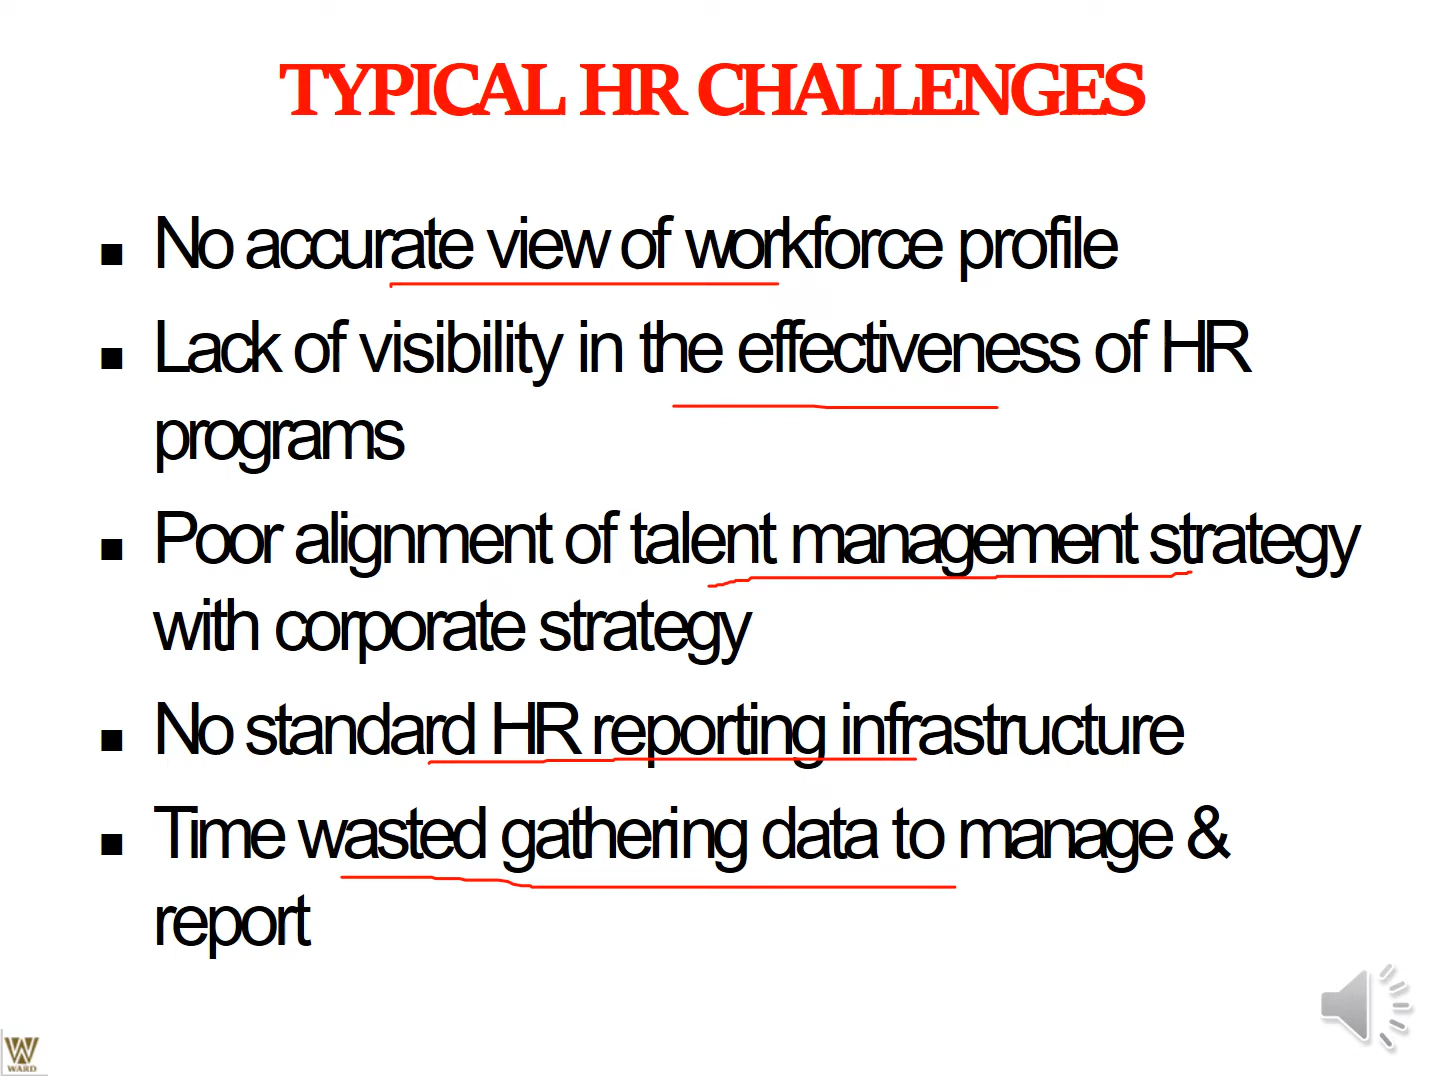 TYPICAL HR CHALLENGES
▪ No accurate view of workforce profile
▪ Lack of visibility in the effectiveness of HR
programs
▪ Poor alignment of talent management strategy
with corporate strategy
▪ No standard HR reporting infrastructure
▪ Time wasted gathering data to manage &
report
W
WARD